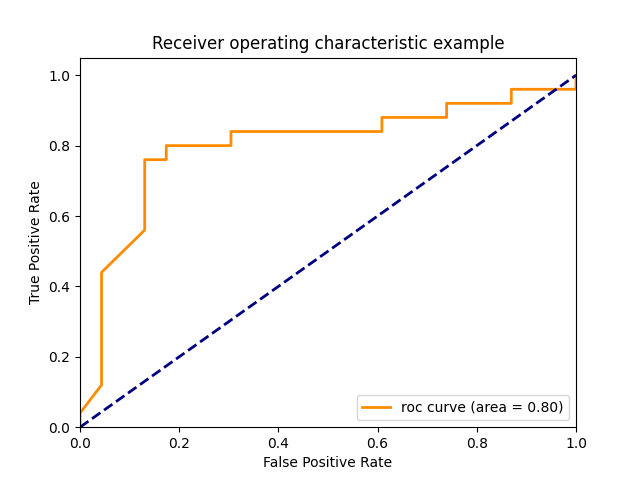 Receiver operating characteristic example
True Positive Rate
1.0
0.8
0.6
0.4
0.2
0.0
roc curve (area = 0.80)
0.0 0.2 0.4 0.6 0.8 1.0
False Positive Rate